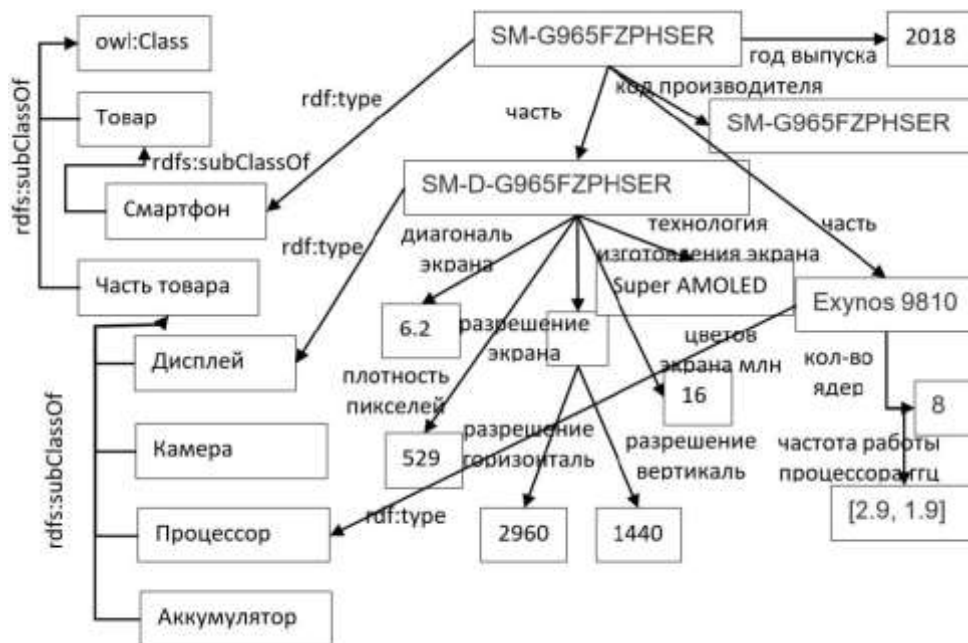 owl:Class
SM-G965FZPHSER
2018
год выпуска
rdf:type
код производителя
часть
Товар
SM-G965FZPHSER
rdfs:subClassOf
rdfs:subClassOf
SM-D-G965FZPHSER
Смартфон
rdf:type
диагональ
экрана
технология
изготовления экрана
часть
Часть товара
Super AMOLED
Exynos 9810
6.2
разрешение
экрана
цветов
экрана млн
Дисплей
кол-во
ядер
плотность
пикселей
16
8
rdfs:subClassOf
Камера
529
разрешение
горизонталь
разрешение
вертикаль
частота работы
процессора ггц
rdf:type
Процессор
2960
1440
[2.9, 1.9]
Аккумулятор